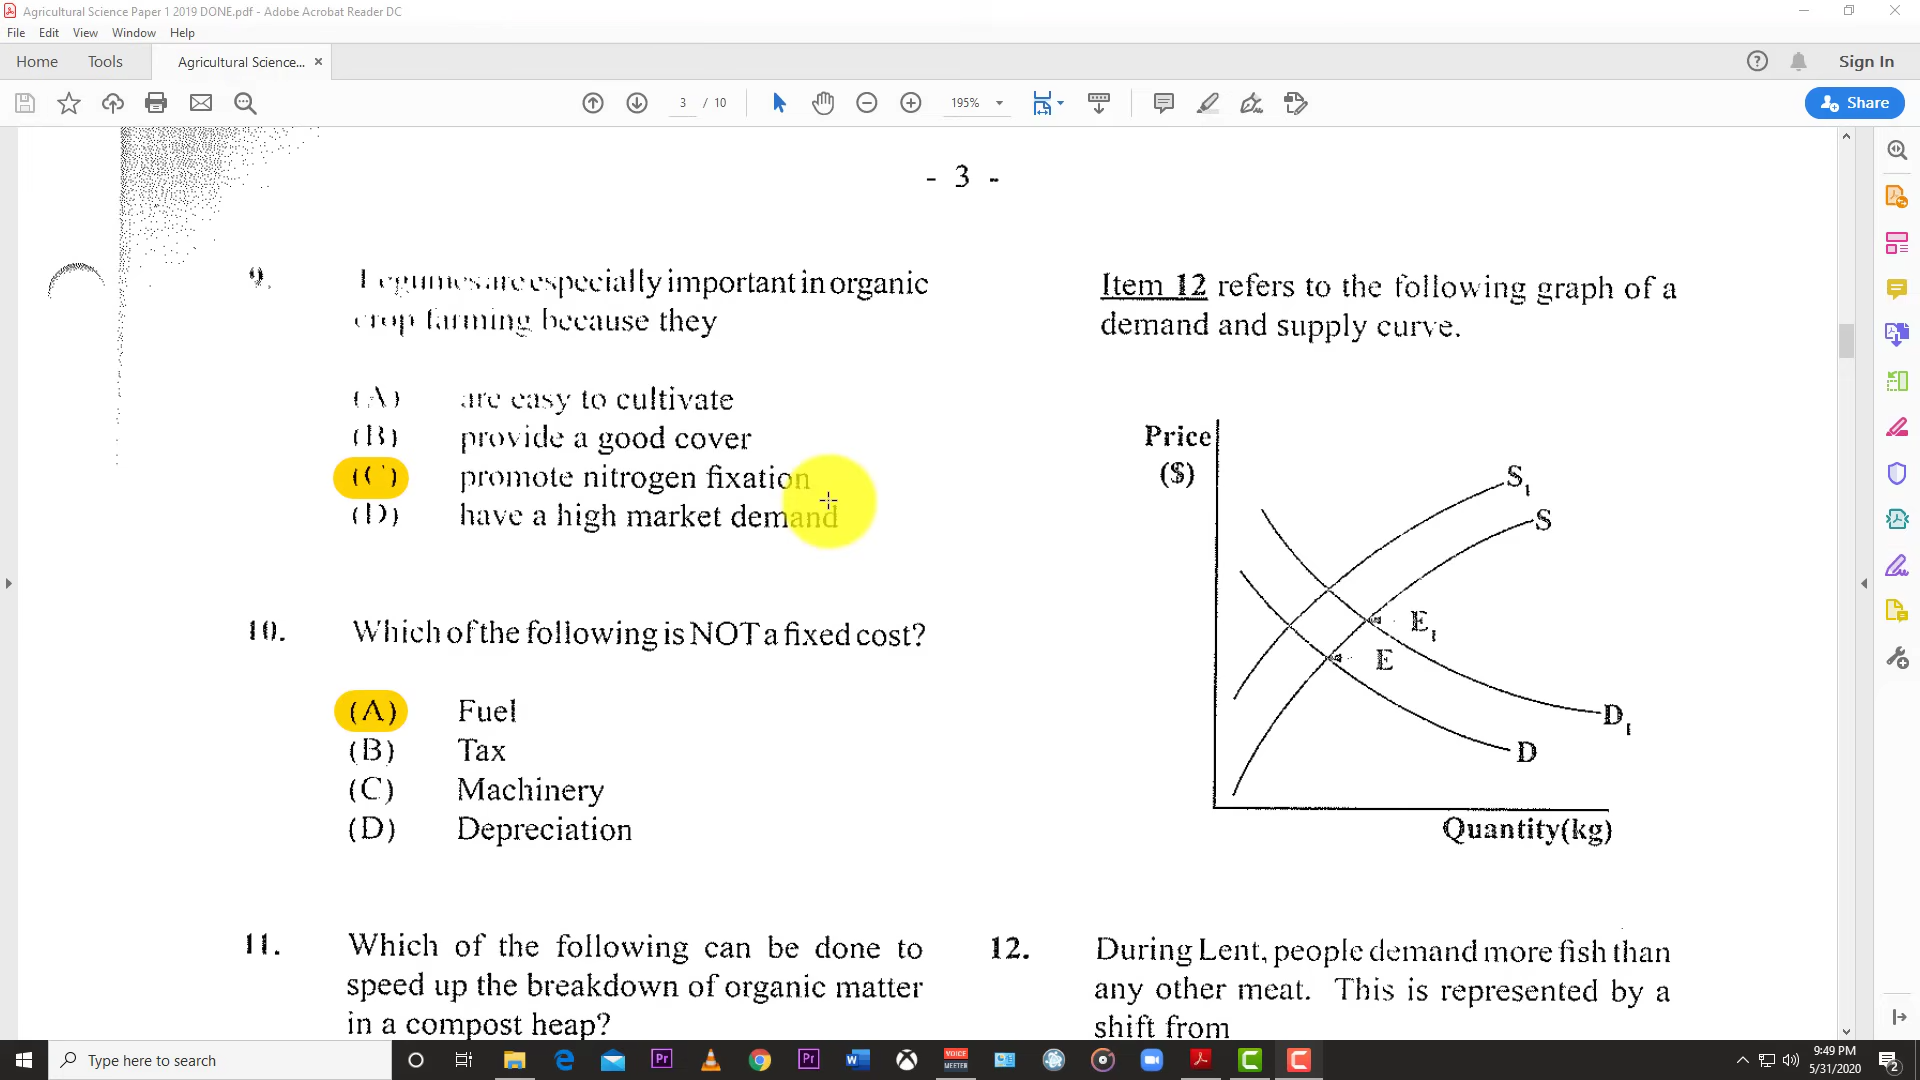 Agricultural Science Paper 1 2019 DONE.pdf - Adobe Acrobat Reader DC
File Edit View Window Help
Home Tools Agricultural Science... × Sign In
3 / 10 195% Share
- 3 -
9. Legumes are especially important in organic
crop farming because they
(A) are easy to cultivate
(B) provide a good cover
(C) promote nitrogen fixation
(D) have a high market demand
10. Which of the following is NOT a fixed cost?
(A) Fuel
(B) Tax
(C) Machinery
(D) Depreciation
11. Which of the following can be done to
speed up the breakdown of organic matter
in a compost heap?
Item 12 refers to the following graph of a
demand and supply curve.
Price
($)
S1
S
E1
E
D1
D
Quantity(kg)
12. During Lent, people demand more fish than
any other meat. This is represented by a
shift from
Type here to search
Pr
Pr
VOICE
MEETER
9:49 PM
5/31/2020
2